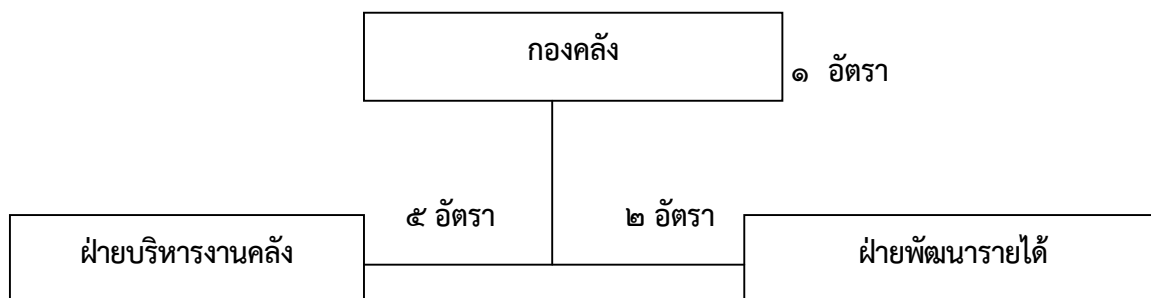 กองคลัง
๑ อัตรา
๕ อัตรา
๒ อัตรา
ฝ่ายบริหารงานคลัง
ฝ่ายพัฒนารายได้